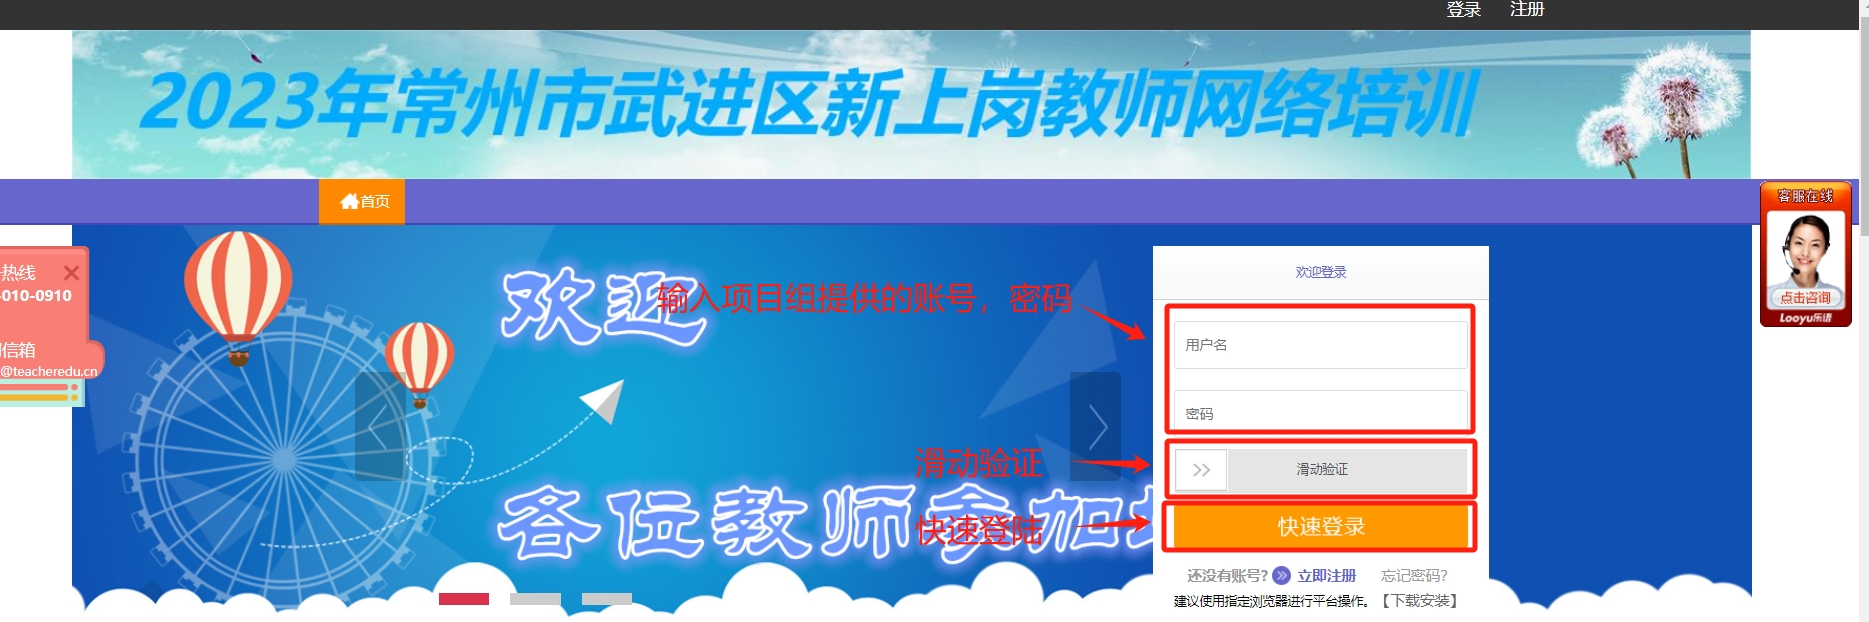 登录 注册
2023年常州市武进区新上岗教师网络培训
首页
客服在线
点击咨询
Looyu乐语
热线
-010-0910
信箱
@teacheredu.cn
欢迎
各位教师参加
输入项目组提供的账号，密码
滑动验证
快速登陆
欢迎登录
用户名
密码
滑动验证
快速登录
还没有账号? 立即注册 忘记密码?
建议使用指定浏览器进行平台操作。【下载安装】